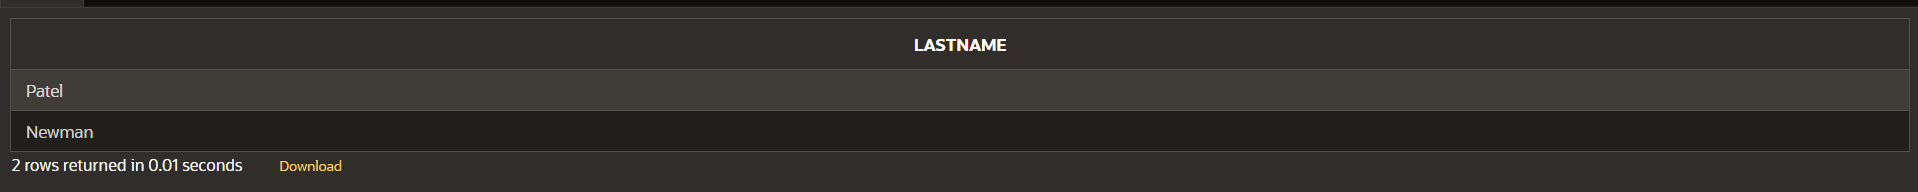 LASTNAME
Patel
Newman
2 rows returned in 0.01 seconds Download